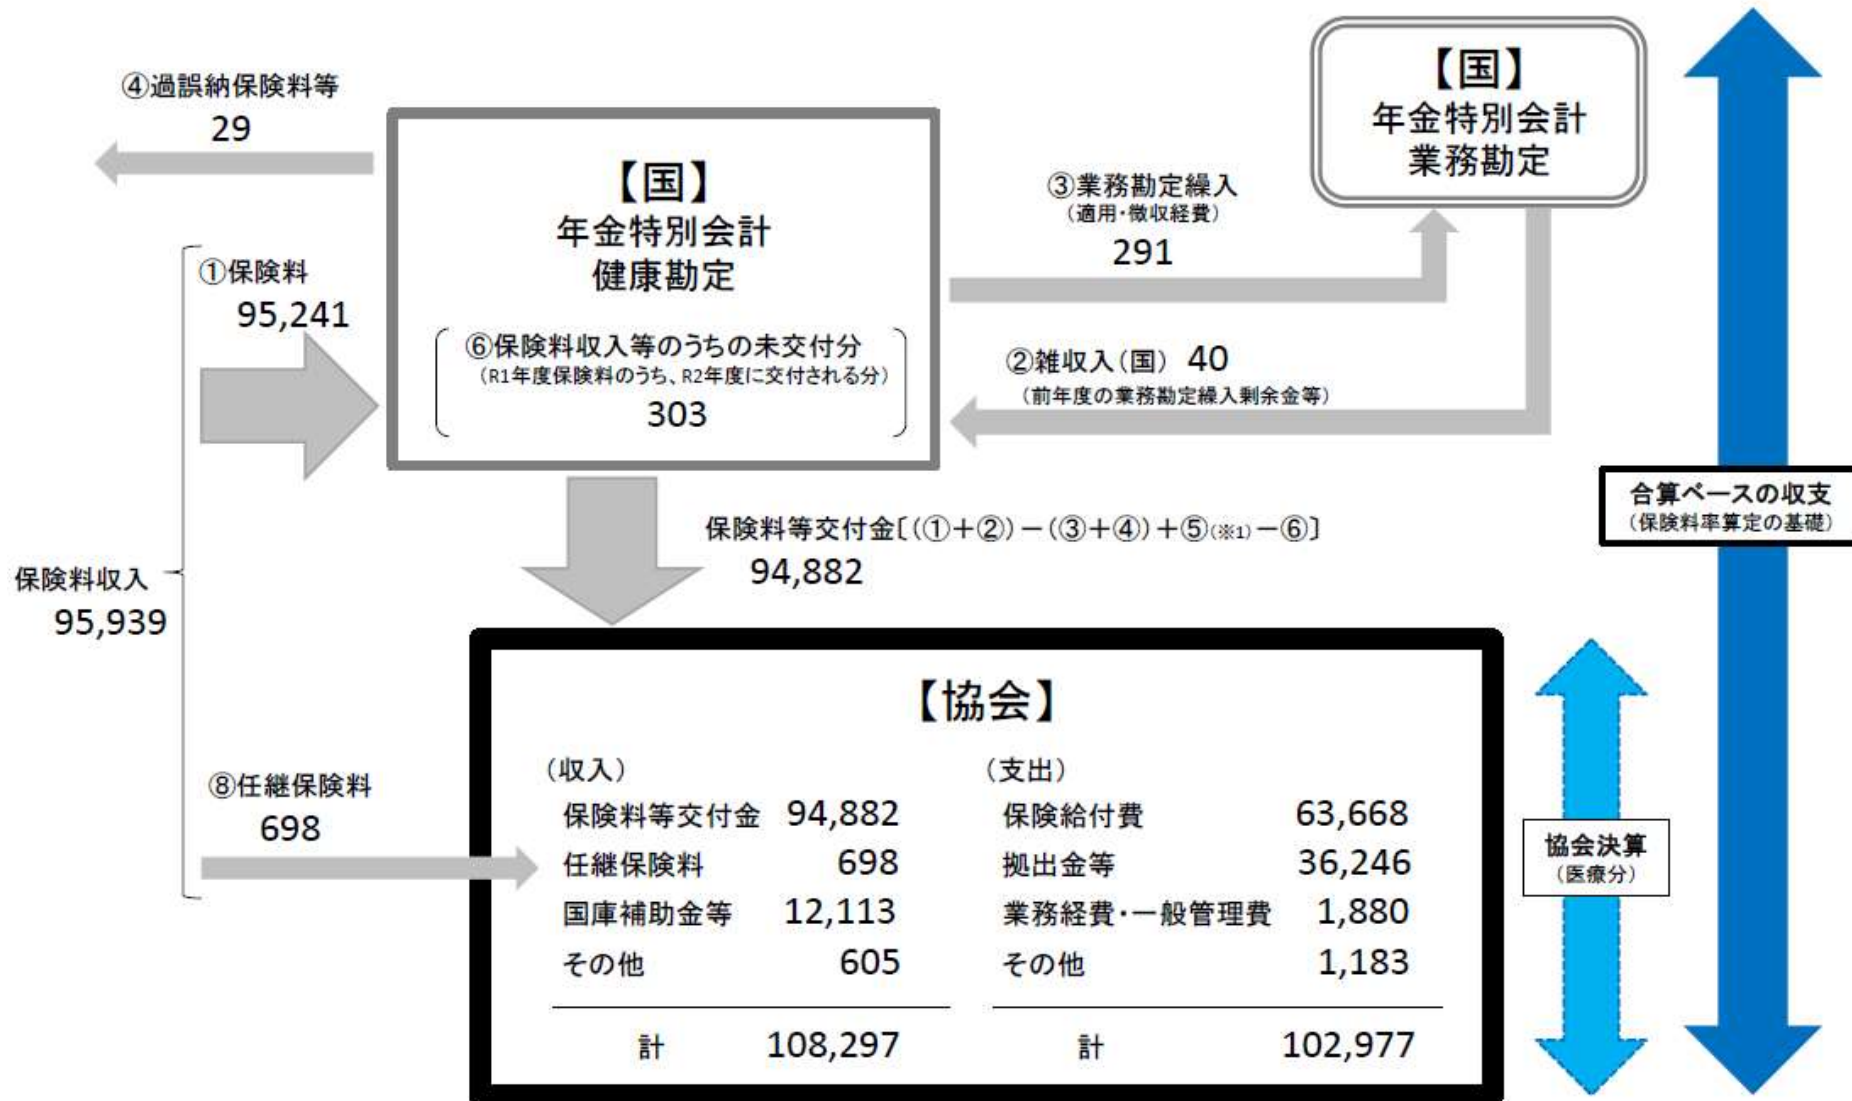 ④過誤納保険料等
29
【国】
年金特別会計
健康勘定
⑥保険料収入等のうちの未交付分
（R1年度保険料のうち、R2年度に交付される分）
303
【国】
年金特別会計
業務勘定
③業務勘定繰入
（適用・徴収経費）
291
②雑収入（国） 40
（前年度の業務勘定繰入剰余金等）
①保険料
95,241
保険料収入
95,939
⑧任継保険料
698
保険料等交付金〔（①＋②）－（③＋④）＋⑤（※1）－⑥〕
94,882
合算ベースの収支
（保険料率算定の基礎）
【協会】
（収入）
保険料等交付金 94,882
任継保険料 698
国庫補助金等 12,113
その他 605
計 108,297
（支出）
保険給付費 63,668
拠出金等 36,246
業務経費・一般管理費 1,880
その他 1,183
計 102,977
協会決算
（医療分）